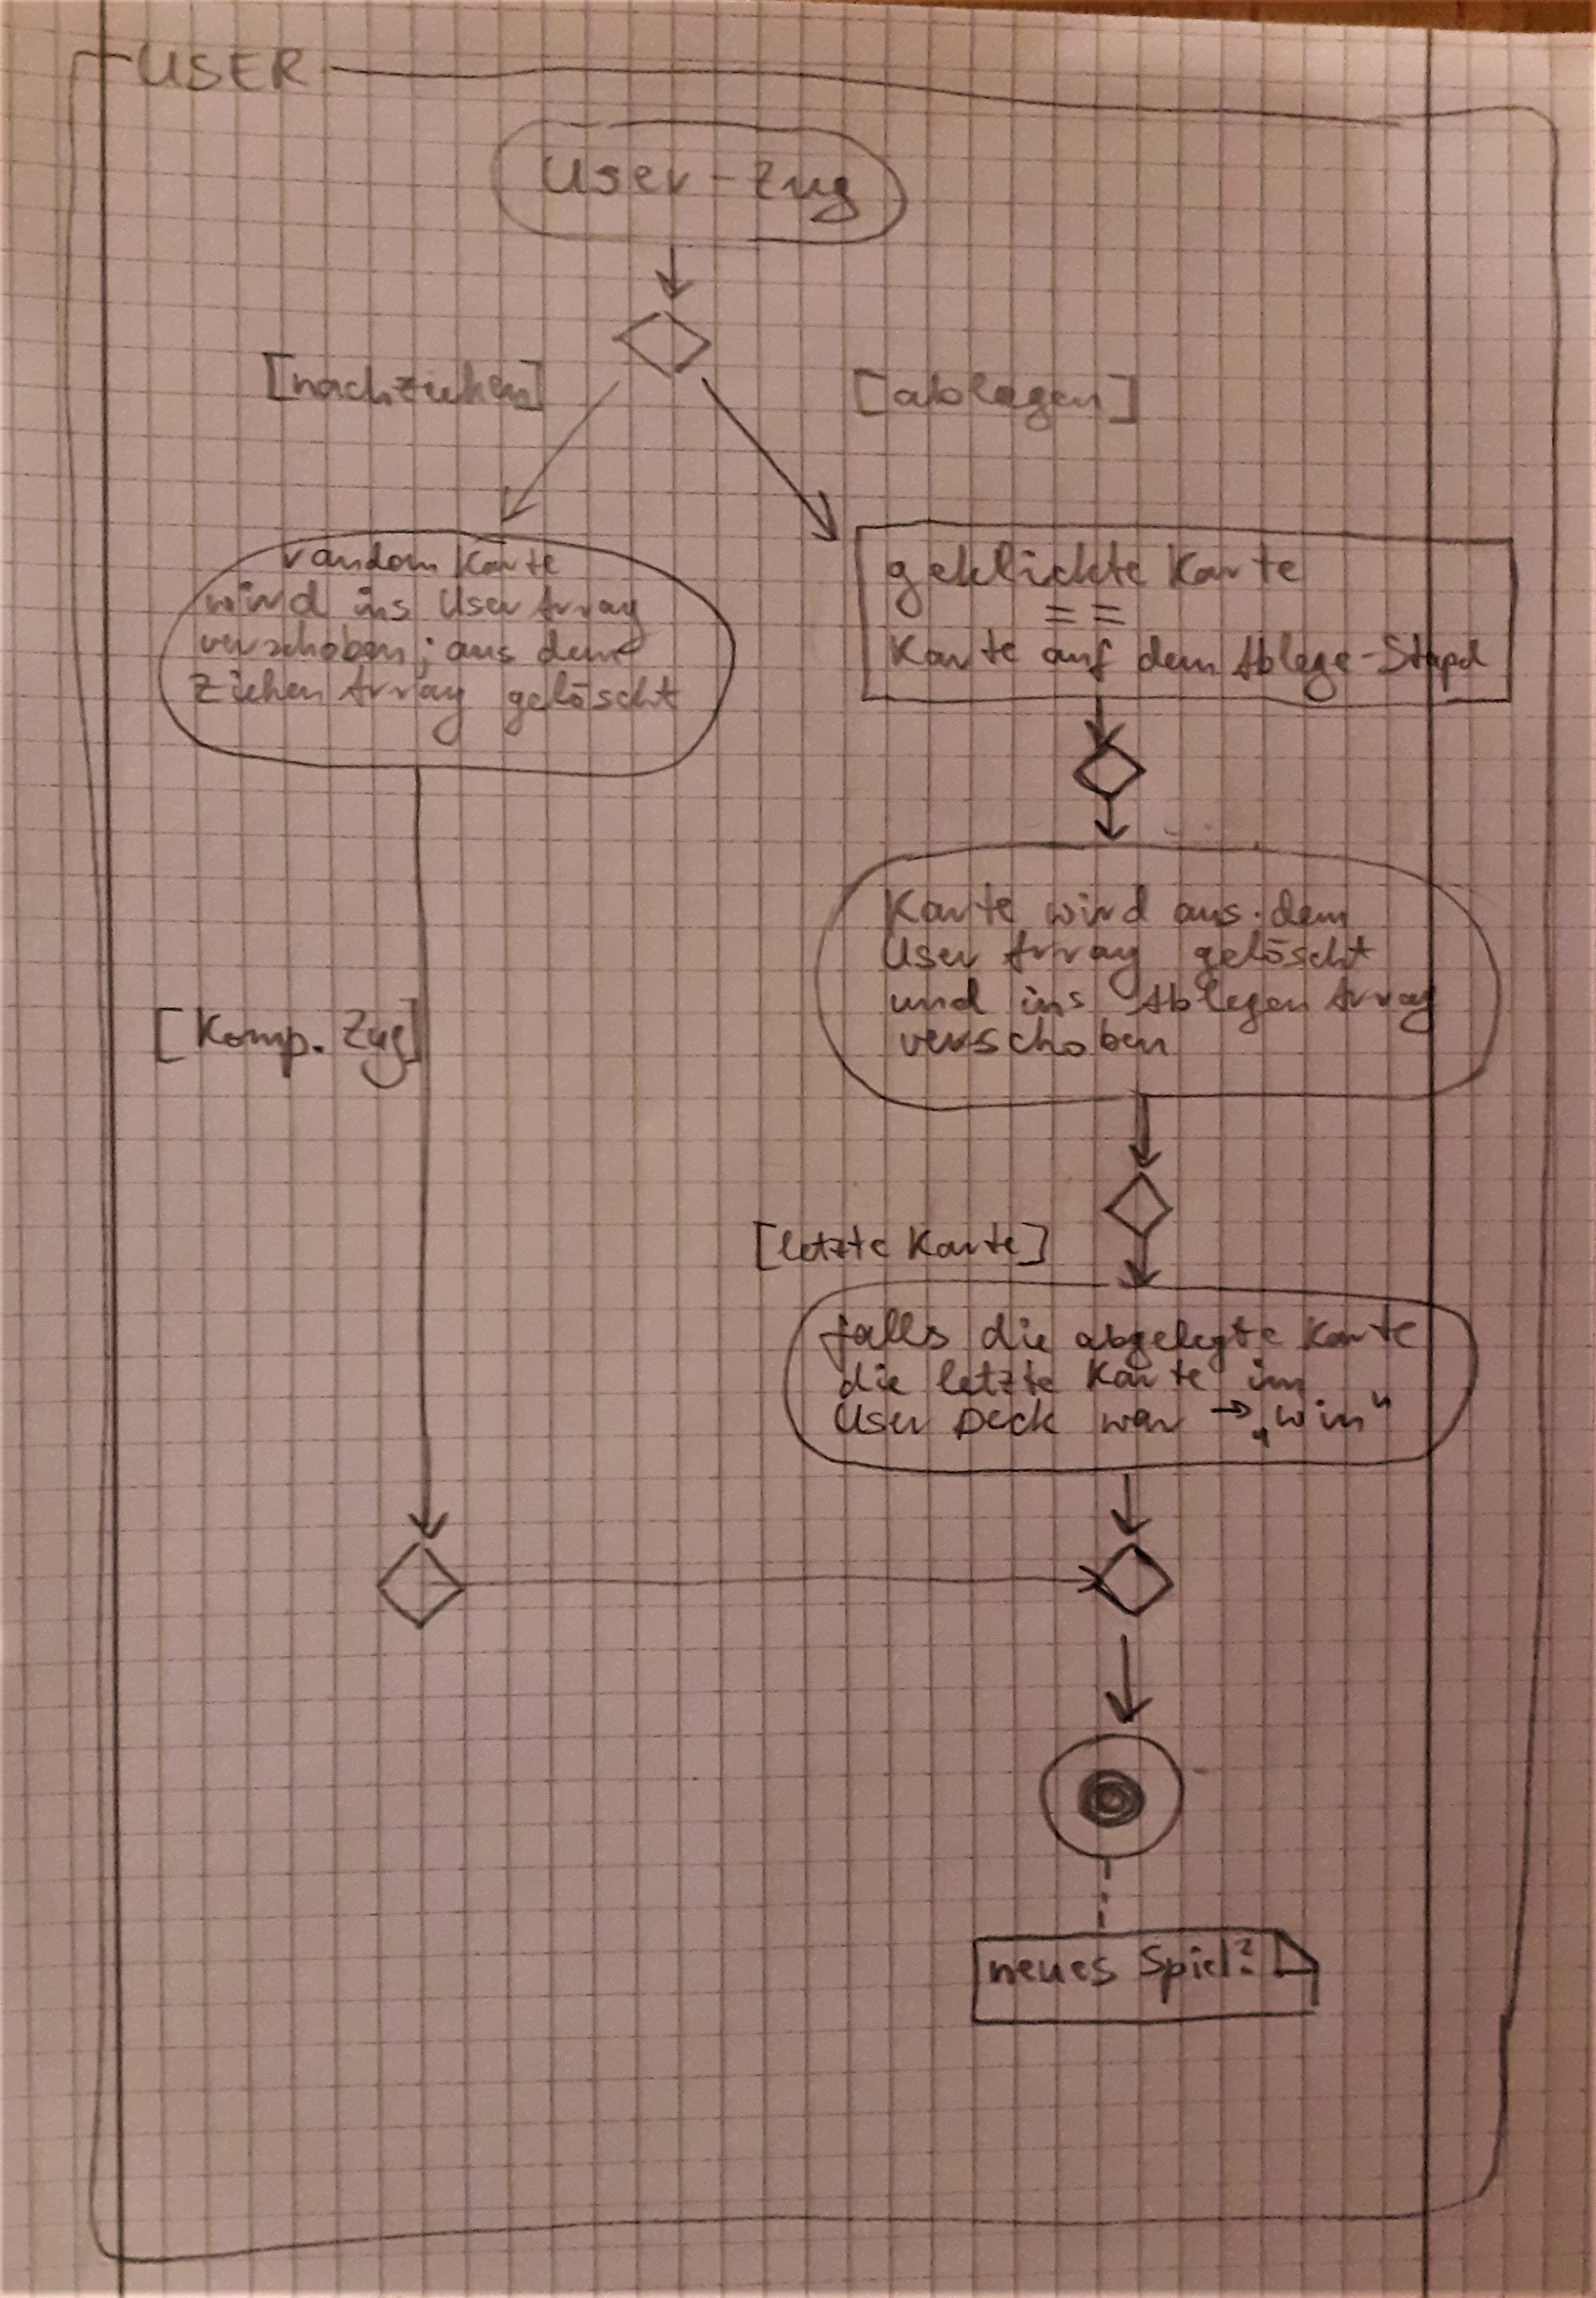 USER
User-Zug
[nachziehen]
[ablegen]
random Karte
wird ins User Array
verschoben; aus dem
Ziehen Array gelöscht
geklickte Karte
==
Karte auf dem Ablege-Stapel
Karte wird aus dem
User Array gelöscht
und ins Ablegen Array
verschoben
[Komp. Zug]
[letzte Karte]
falls die abgelegte Karte
die letzte Karte im
User Deck war → „win“
neues Spiel?